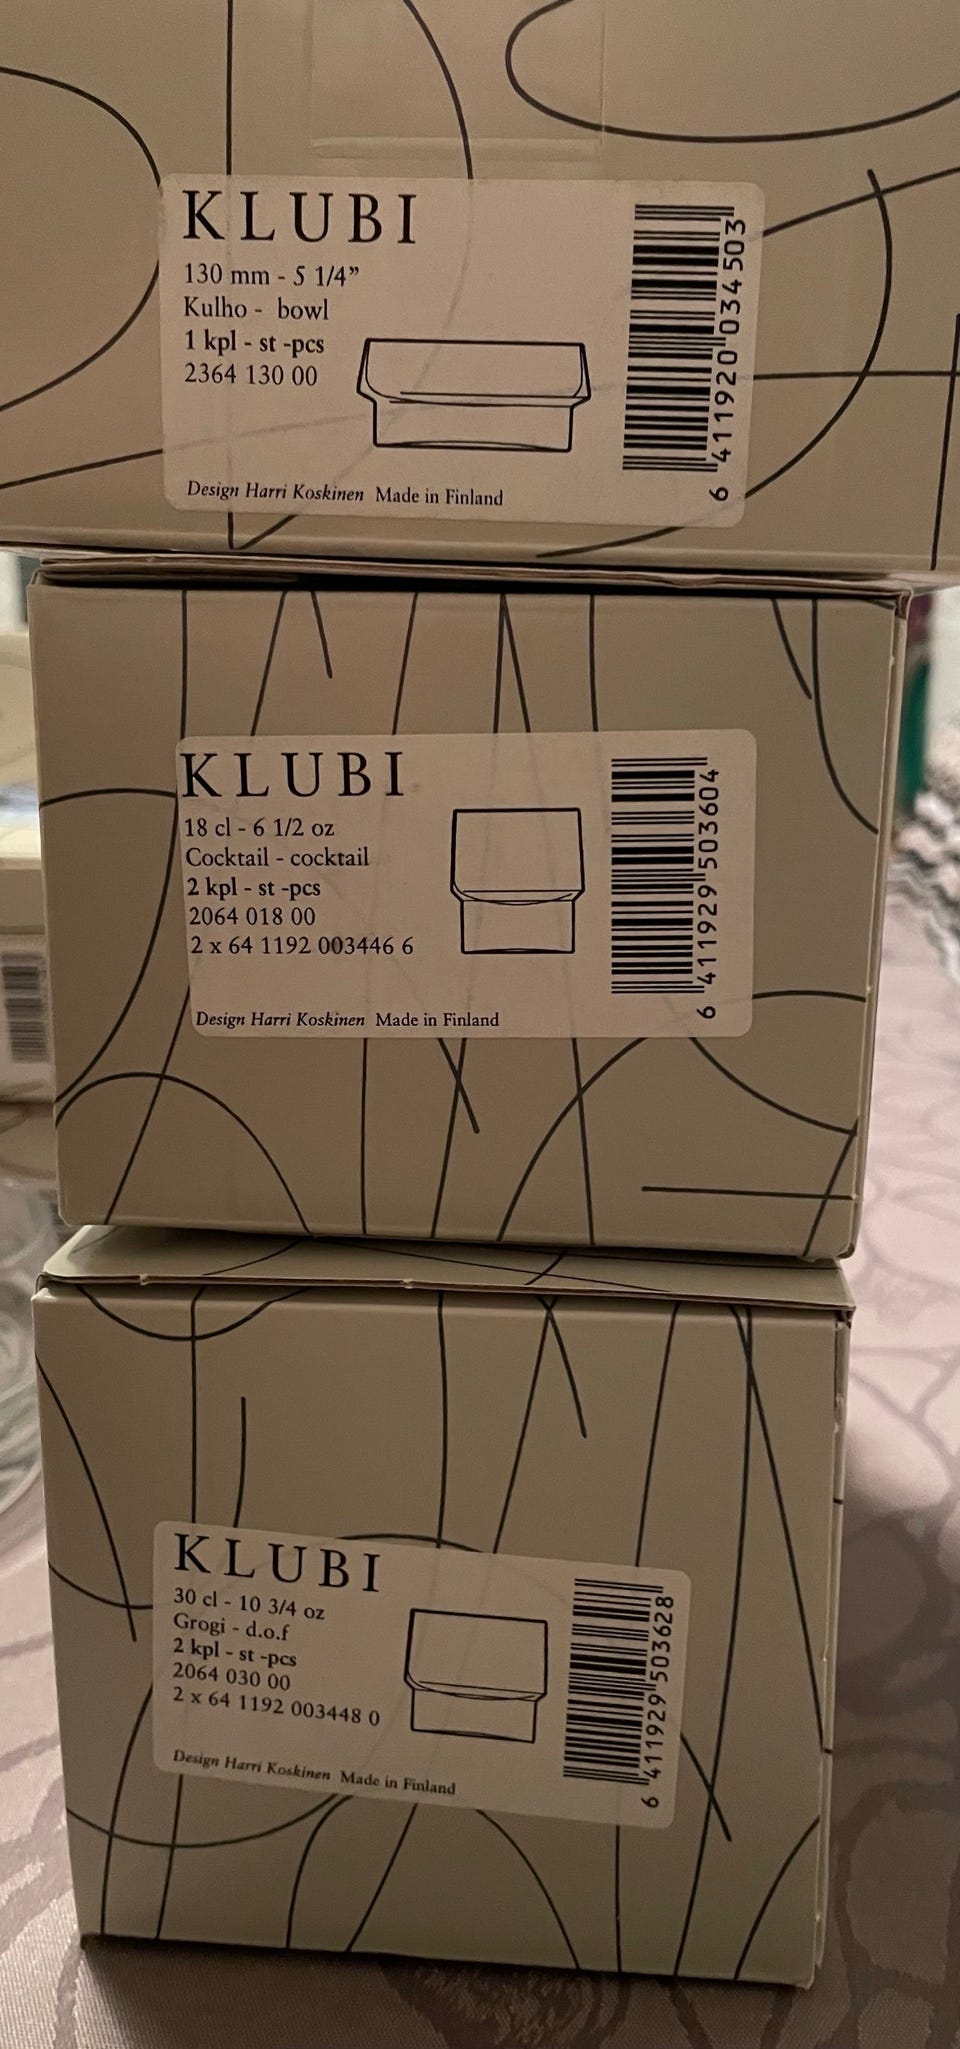 KLUBI
130 mm - 5 1/4”
Kulho - bowl
1 kpl - st -pcs
2364 130 00
Design Harri Koskinen Made in Finland
6 411920 034503
KLUBI
18 cl - 6 1/2 oz
Cocktail - cocktail
2 kpl - st -pcs
2064 018 00
2 x 64 1192 003446 6
Design Harri Koskinen Made in Finland
6 411929 503604
KLUBI
30 cl - 10 3/4 oz
Grogi - d.o.f
2 kpl - st -pcs
2064 030 00
2 x 64 1192 003448 0
Design Harri Koskinen Made in Finland
6 411929 503628